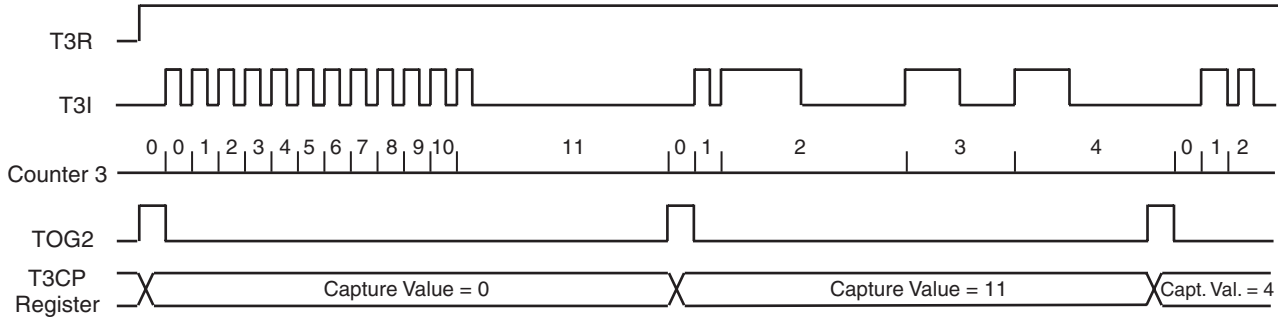 T3R
T3I
0 0 1 2 3 4 5 6 7 8 9 10 11 0 1 2 3 4 0 1 2
Counter 3
TOG2
T3CP
Register
Capture Value = 0
Capture Value = 11
Capt. Val. = 4